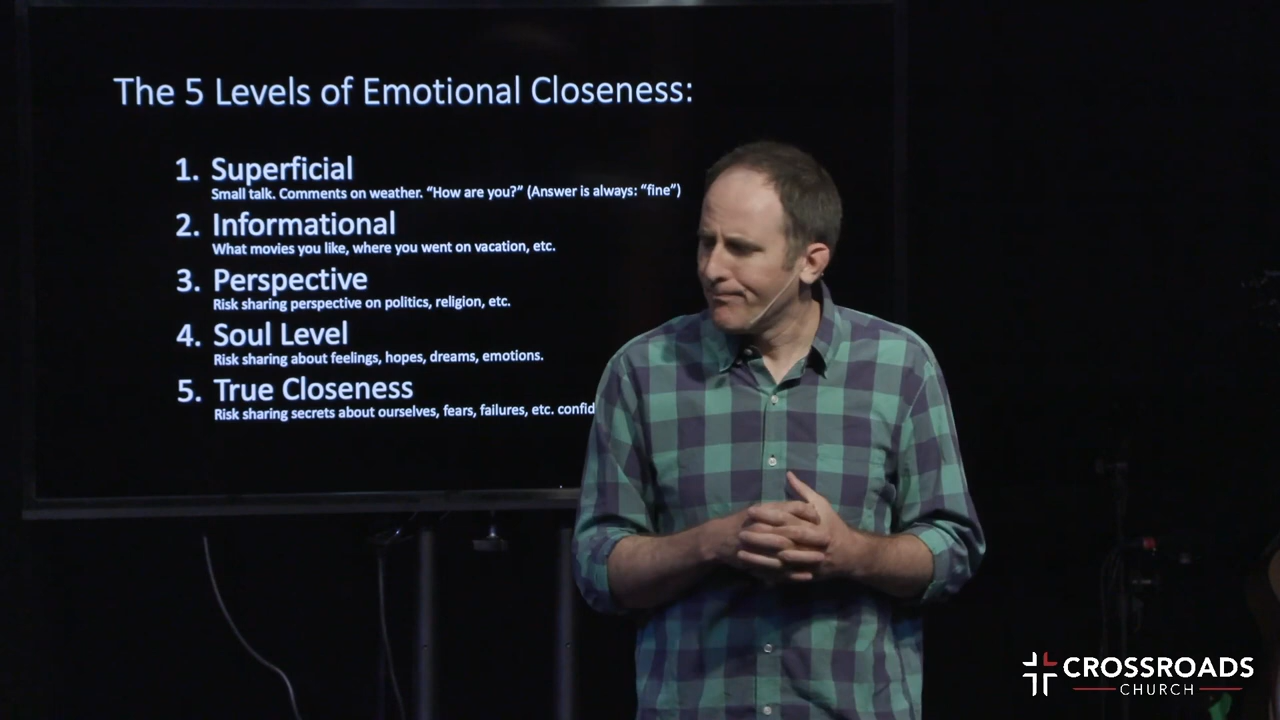 The 5 Levels of Emotional Closeness:
1. Superficial
Small talk. Comments on weather. “How are you?” (Answer is always: “fine”)
2. Informational
What movies you like, where you went on vacation, etc.
3. Perspective
Risk sharing perspective on politics, religion, etc.
4. Soul Level
Risk sharing about feelings, hopes, dreams, emotions.
5. True Closeness
Risk sharing secrets about ourselves, fears, failures, etc.
CROSSROADS
CHURCH